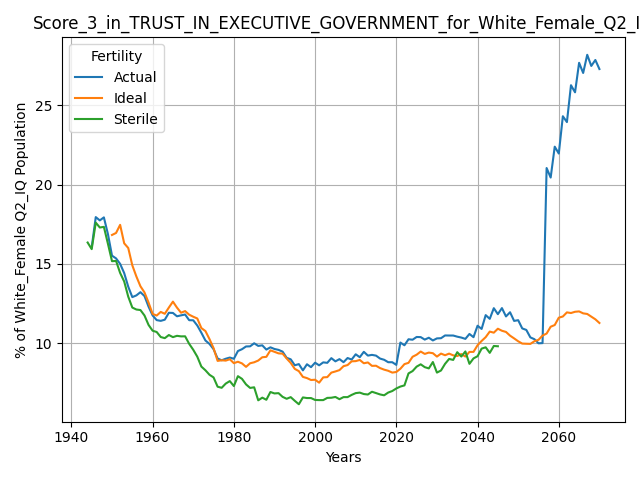 Score_3_in_TRUST_IN_EXECUTIVE_GOVERNMENT_for_White_Female_Q2_I
Fertility
Actual
Ideal
Sterile
% of White_Female Q2_IQ Population
25
20
15
10
1940
1960
1980
2000
2020
2040
2060
Years